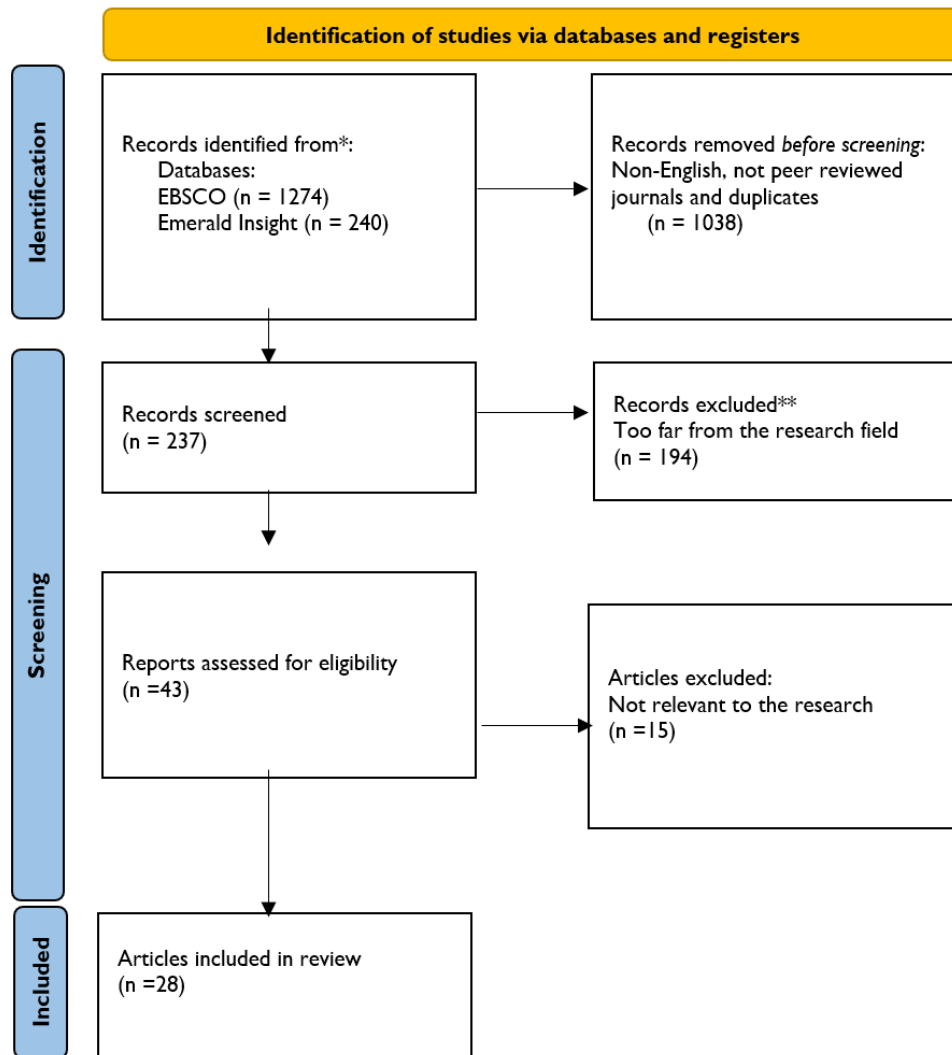 Identification of studies via databases and registers
Identification
Records identified from*:
Databases:
EBSCO (n = 1274)
Emerald Insight (n = 240)
Records removed before screening:
Non-English, not peer reviewed
journals and duplicates
(n = 1038)
Screening
Records screened
(n = 237)
Records excluded**
Too far from the research field
(n = 194)
Reports assessed for eligibility
(n =43)
Articles excluded:
Not relevant to the research
(n =15)
Included
Articles included in review
(n =28)